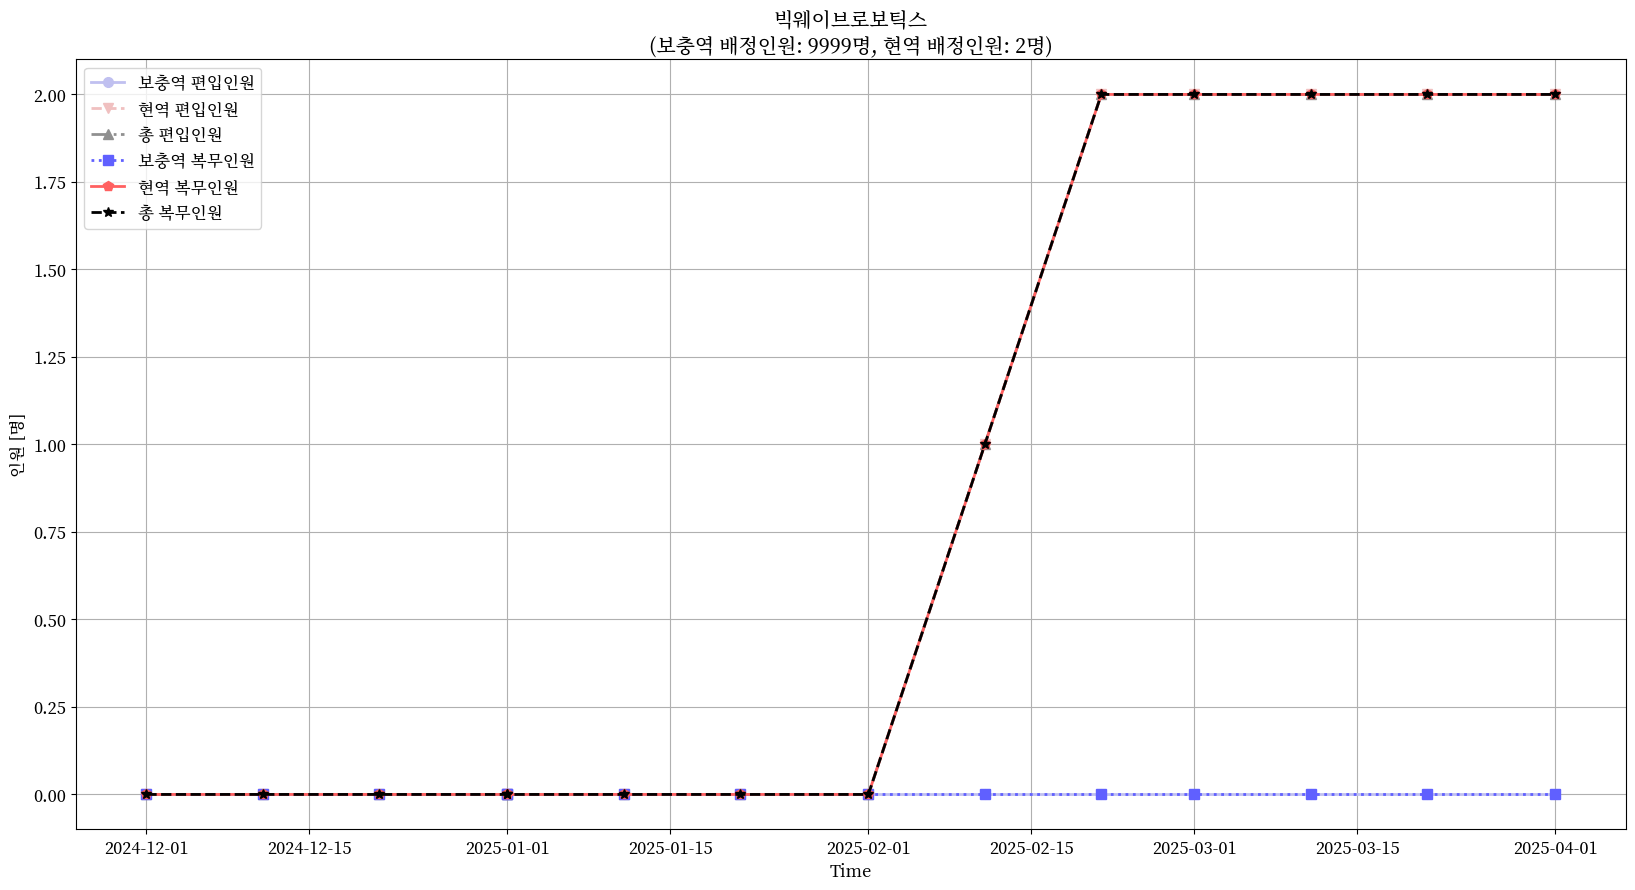 빅웨이브로보틱스
(보충역 배정인원: 9999명, 현역 배정인원: 2명)
보충역 편입인원
현역 편입인원
총 편입인원
보충역 복무인원
현역 복무인원
총 복무인원
2.00
1.75
1.50
1.25
1.00
0.75
0.50
0.25
0.00
인원 [명]
2024-12-01
2024-12-15
2025-01-01
2025-01-15
2025-02-01
2025-02-15
2025-03-01
2025-03-15
2025-04-01
Time